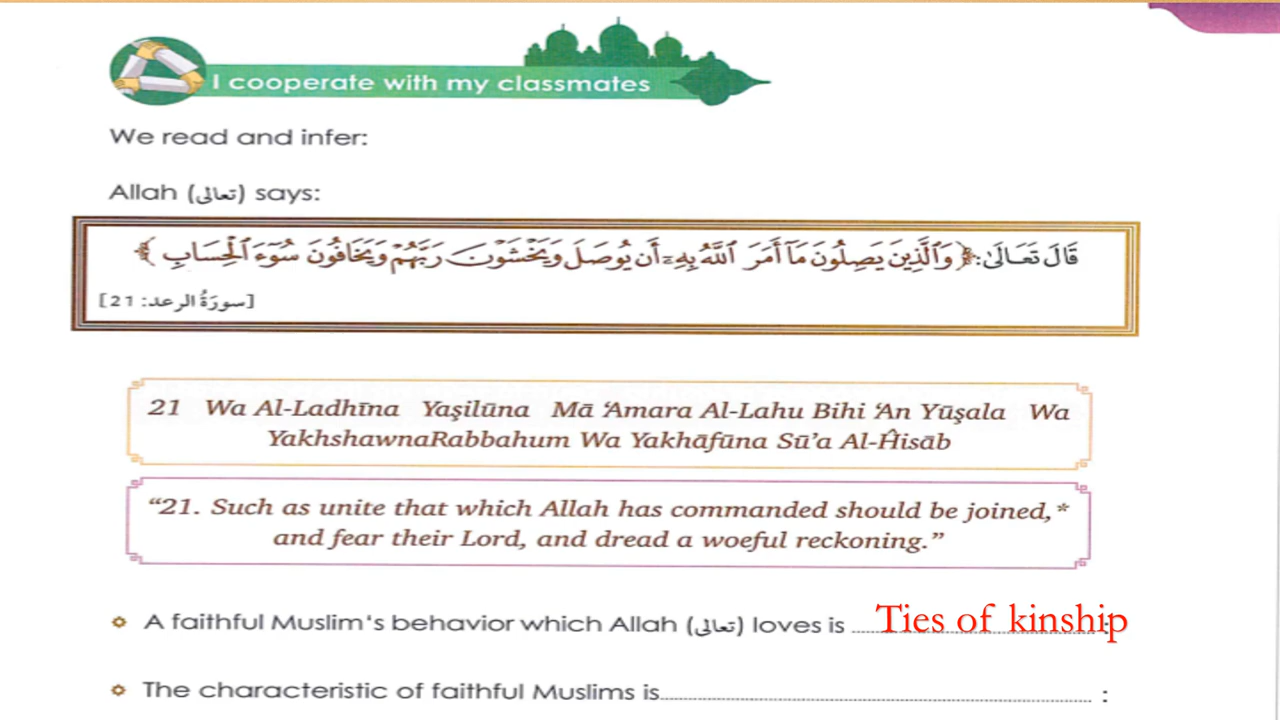 I cooperate with my classmates
We read and infer:
Allah (تعالى) says:
قَالَ تَعَالَىٰ: ﴿ وَٱلَّذِينَ يَصِلُونَ مَآ أَمَرَ ٱللَّهُ بِهِۦٓ أَن يُوصَلَ وَيَخْشَوْنَ رَبَّهُمْ وَيَخَافُونَ سُوٓءَ ٱلْحِسَابِ ﴾
[سورَةُ الرعد: 21]
21 Wa Al-Ladhīna Yaşilūna Mā ‘Amara Al-Lahu Bihi ‘An Yūşala Wa
YakhshawnaRabbahum Wa Yakhāfūna Sū’a Al-Ĥisāb
“21. Such as unite that which Allah has commanded should be joined,*
and fear their Lord, and dread a woeful reckoning.”
A faithful Muslim‘s behavior which Allah (تعالى) loves is Ties of kinship :
The characteristic of faithful Muslims is :